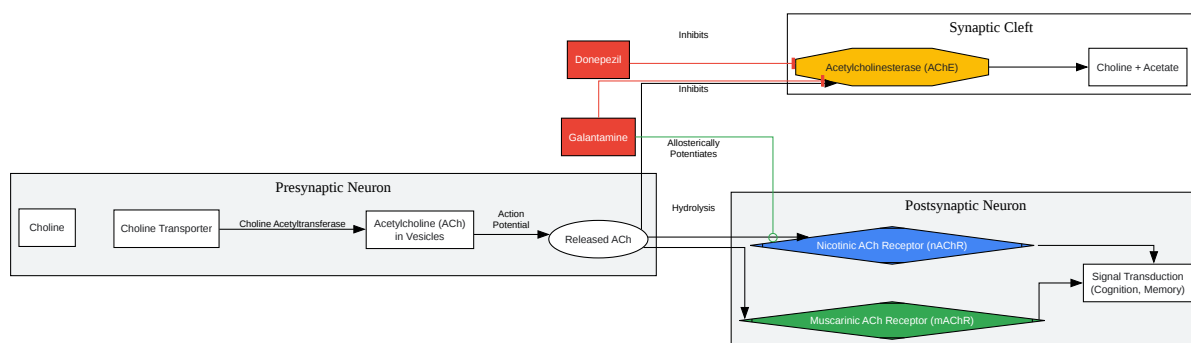 Synaptic Cleft
Inhibits
Donepezil
Acetylcholinesterase (AChE)
Choline + Acetate
Inhibits
Galantamine
Allosterically
Potentiates
Presynaptic Neuron
Choline
Choline Transporter
Choline Acetyltransferase
Acetylcholine (ACh)
in Vesicles
Action
Potential
Released ACh
Hydrolysis
Postsynaptic Neuron
Nicotinic ACh Receptor (nAChR)
Muscarinic ACh Receptor (mAChR)
Signal Transduction
(Cognition, Memory)